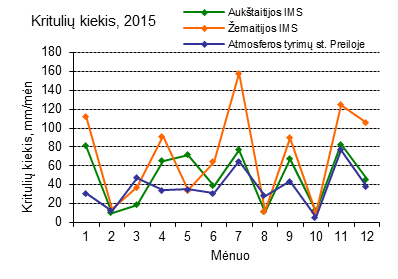 Kritulių kiekis, 2015
Aukštaitijos IMS
Žemaitijos IMS
Atmosferos tyrimų st. Preiloje
Kritulių kiekis, mm/mėn
180
160
140
120
100
80
60
40
20
0
1 2 3 4 5 6 7 8 9 10 11 12
Mėnuo